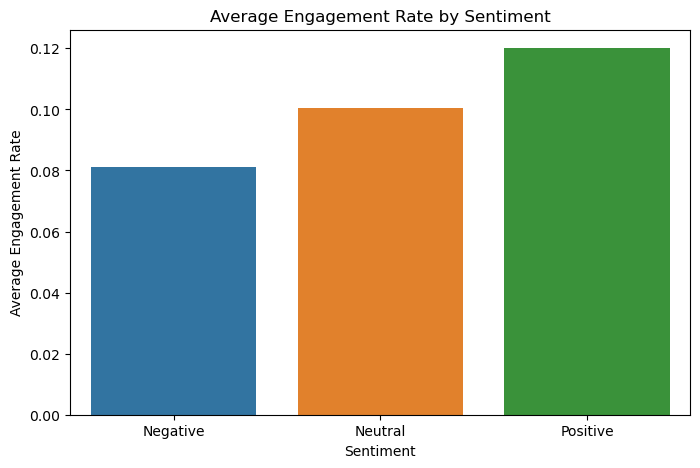 Average Engagement Rate by Sentiment
Average Engagement Rate
0.12
0.10
0.08
0.06
0.04
0.02
0.00
Negative
Neutral
Positive
Sentiment